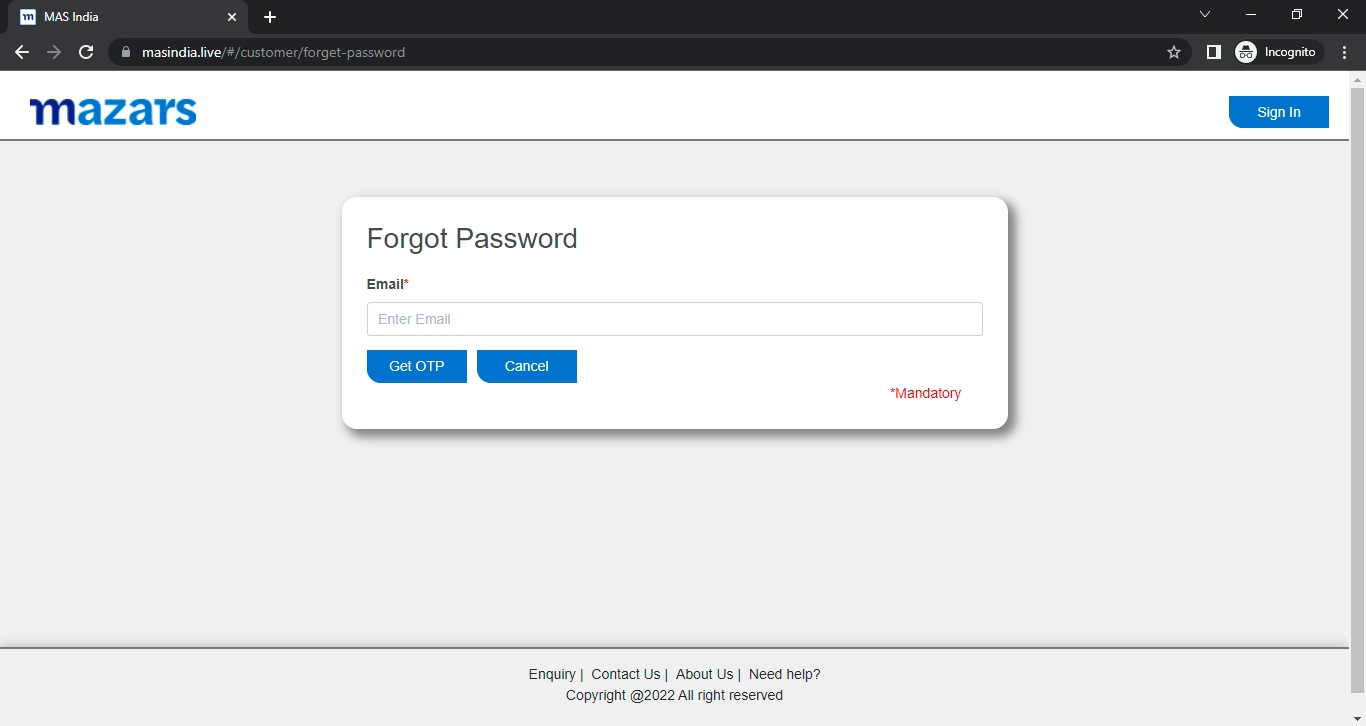 MAS India
masindia.live/#/customer/forget-password
Incognito
mazars
Sign In
Forgot Password
Email*
Enter Email
Get OTP Cancel
*Mandatory
Enquiry | Contact Us | About Us | Need help?
Copyright @2022 All right reserved